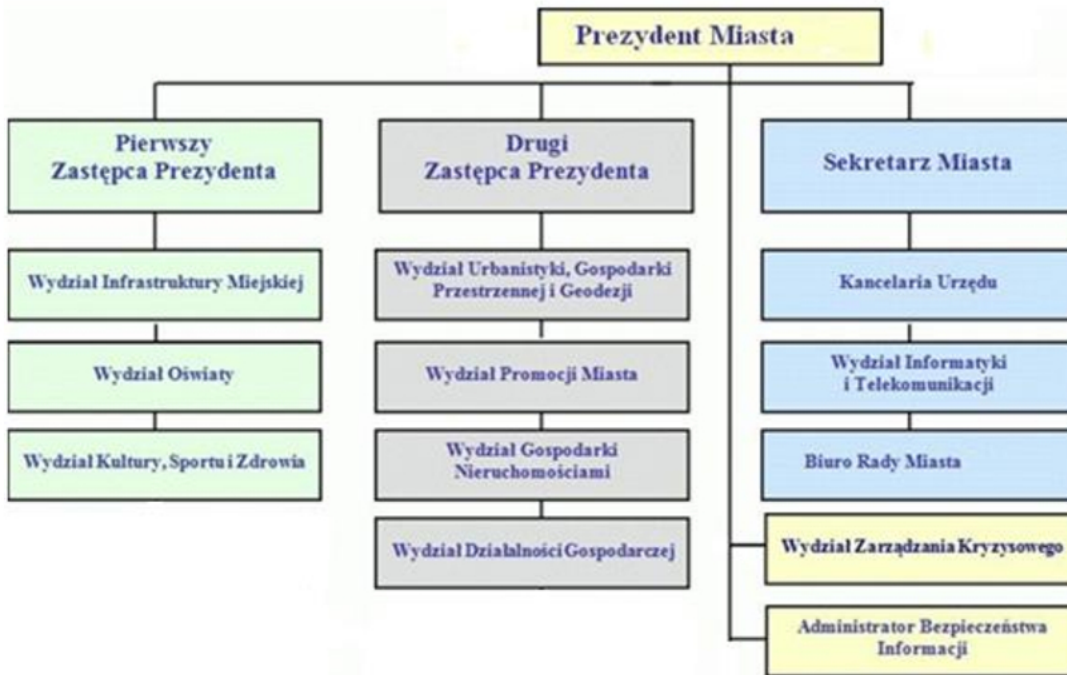 Prezydent Miasta
Pierwszy
Zastępca Prezydenta
Wydział Infrastruktury Miejskiej
Wydział Oświaty
Wydział Kultury, Sportu i Zdrowia
Drugi
Zastępca Prezydenta
Wydział Urbanistyki, Gospodarki
Przestrzennej i Geodezji
Wydział Promocji Miasta
Wydział Gospodarki
Nieruchomościami
Wydział Działalności Gospodarczej
Sekretarz Miasta
Kancelaria Urzędu
Wydział Informatyki
i Telekomunikacji
Biuro Rady Miasta
Wydział Zarządzania Kryzysowego
Administrator Bezpieczeństwa
Informacji